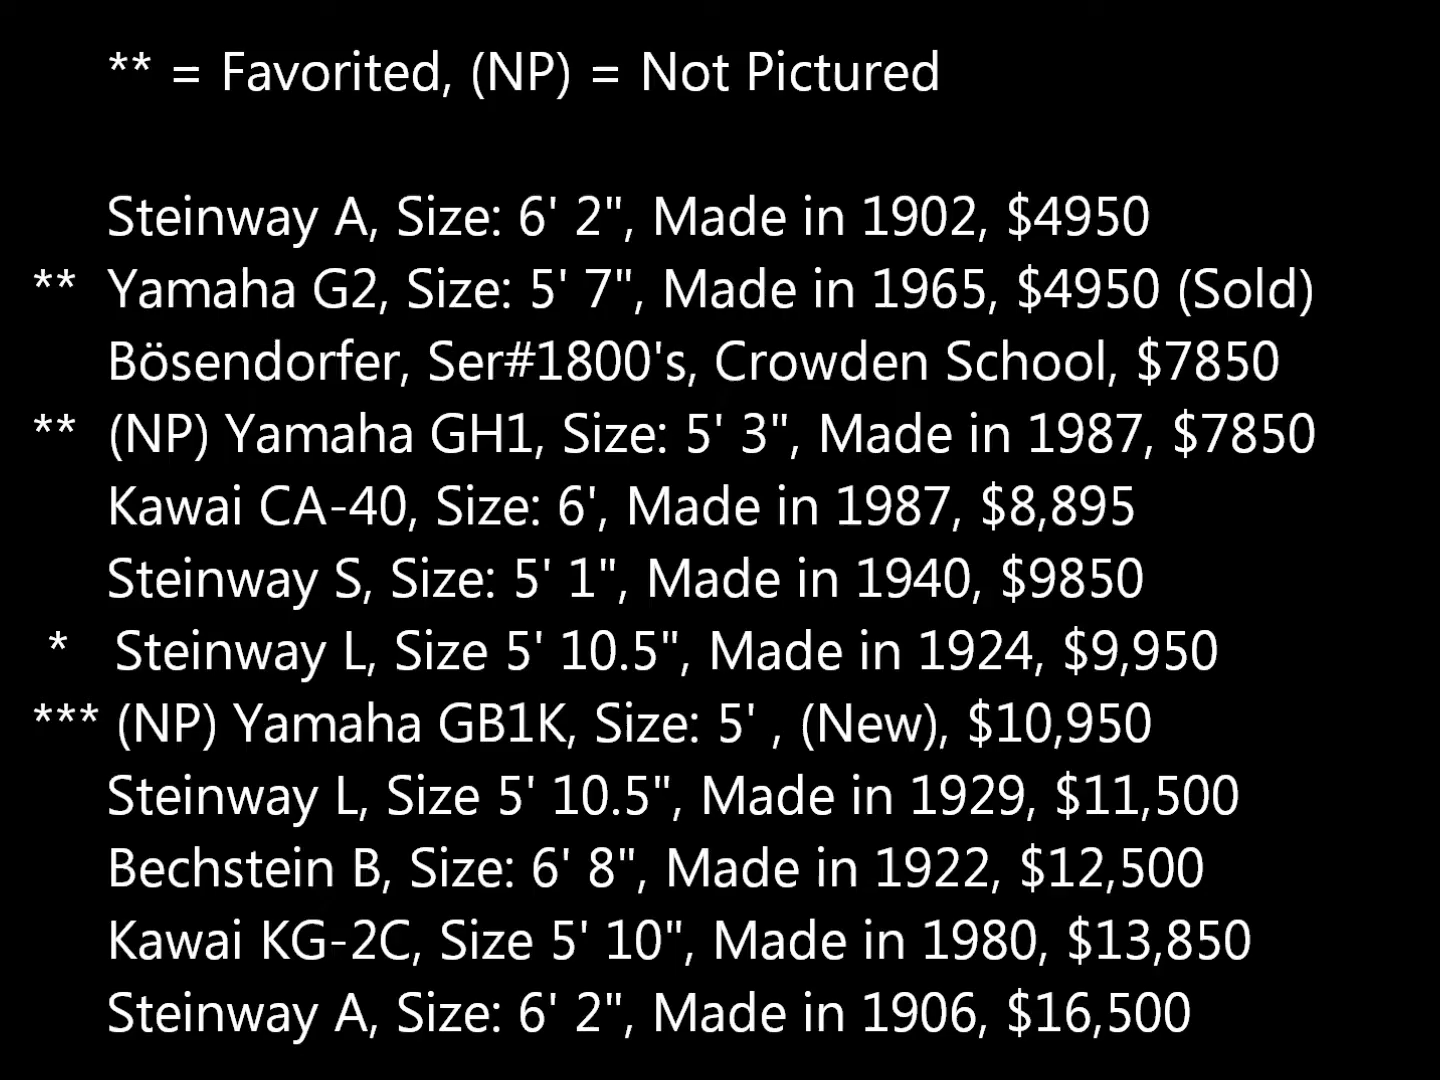 ** = Favorited, (NP) = Not Pictured
Steinway A, Size: 6' 2", Made in 1902, $4950
** Yamaha G2, Size: 5' 7", Made in 1965, $4950 (Sold)
Bösendorfer, Ser#1800's, Crowden School, $7850
** (NP) Yamaha GH1, Size: 5' 3", Made in 1987, $7850
Kawai CA-40, Size: 6', Made in 1987, $8,895
Steinway S, Size: 5' 1", Made in 1940, $9850
* Steinway L, Size 5' 10.5", Made in 1924, $9,950
*** (NP) Yamaha GB1K, Size: 5' , (New), $10,950
Steinway L, Size 5' 10.5", Made in 1929, $11,500
Bechstein B, Size: 6' 8", Made in 1922, $12,500
Kawai KG-2C, Size 5' 10", Made in 1980, $13,850
Steinway A, Size: 6' 2", Made in 1906, $16,500